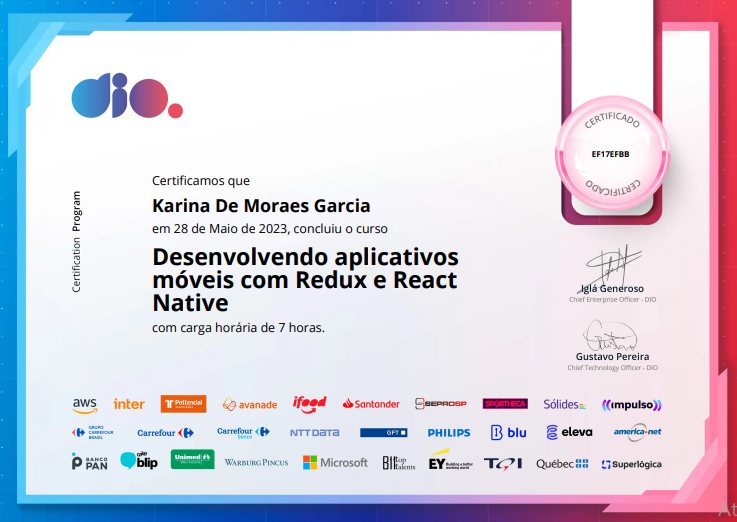 dio.
CERTIFICADO
EF17EFBB
CERTIFICADO
Certification Program
Certificamos que
Karina De Moraes Garcia
em 28 de Maio de 2023, concluiu o curso
Desenvolvendo aplicativos
móveis com Redux e React
Native
com carga horária de 7 horas.
Iglá Generoso
Chief Enterprise Officer - DIO
Gustavo Pereira
Chief Technology Officer - DIO
aws inter Pottencial avanade ifood Santander SEPROSP SPORTHECA Sólides impulso
GRUPO CARREFOUR BRASIL Carrefour Carrefour banco NTT DATA GFT PHILIPS blu eleva america-net
BANCO PAN take blip Unimed WARBURG PINCUS Microsoft BH top talents EY Building a better working world Québec Superlógica
At